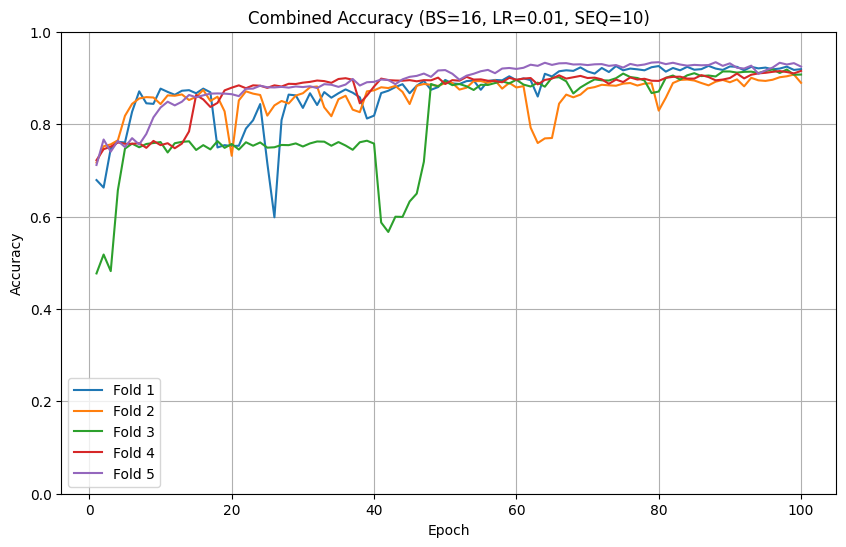 Combined Accuracy (BS=16, LR=0.01, SEQ=10)
1.0
0.8
0.6
0.4
0.2
0.0
Accuracy
Fold 1
Fold 2
Fold 3
Fold 4
Fold 5
0 20 40 60 80 100
Epoch